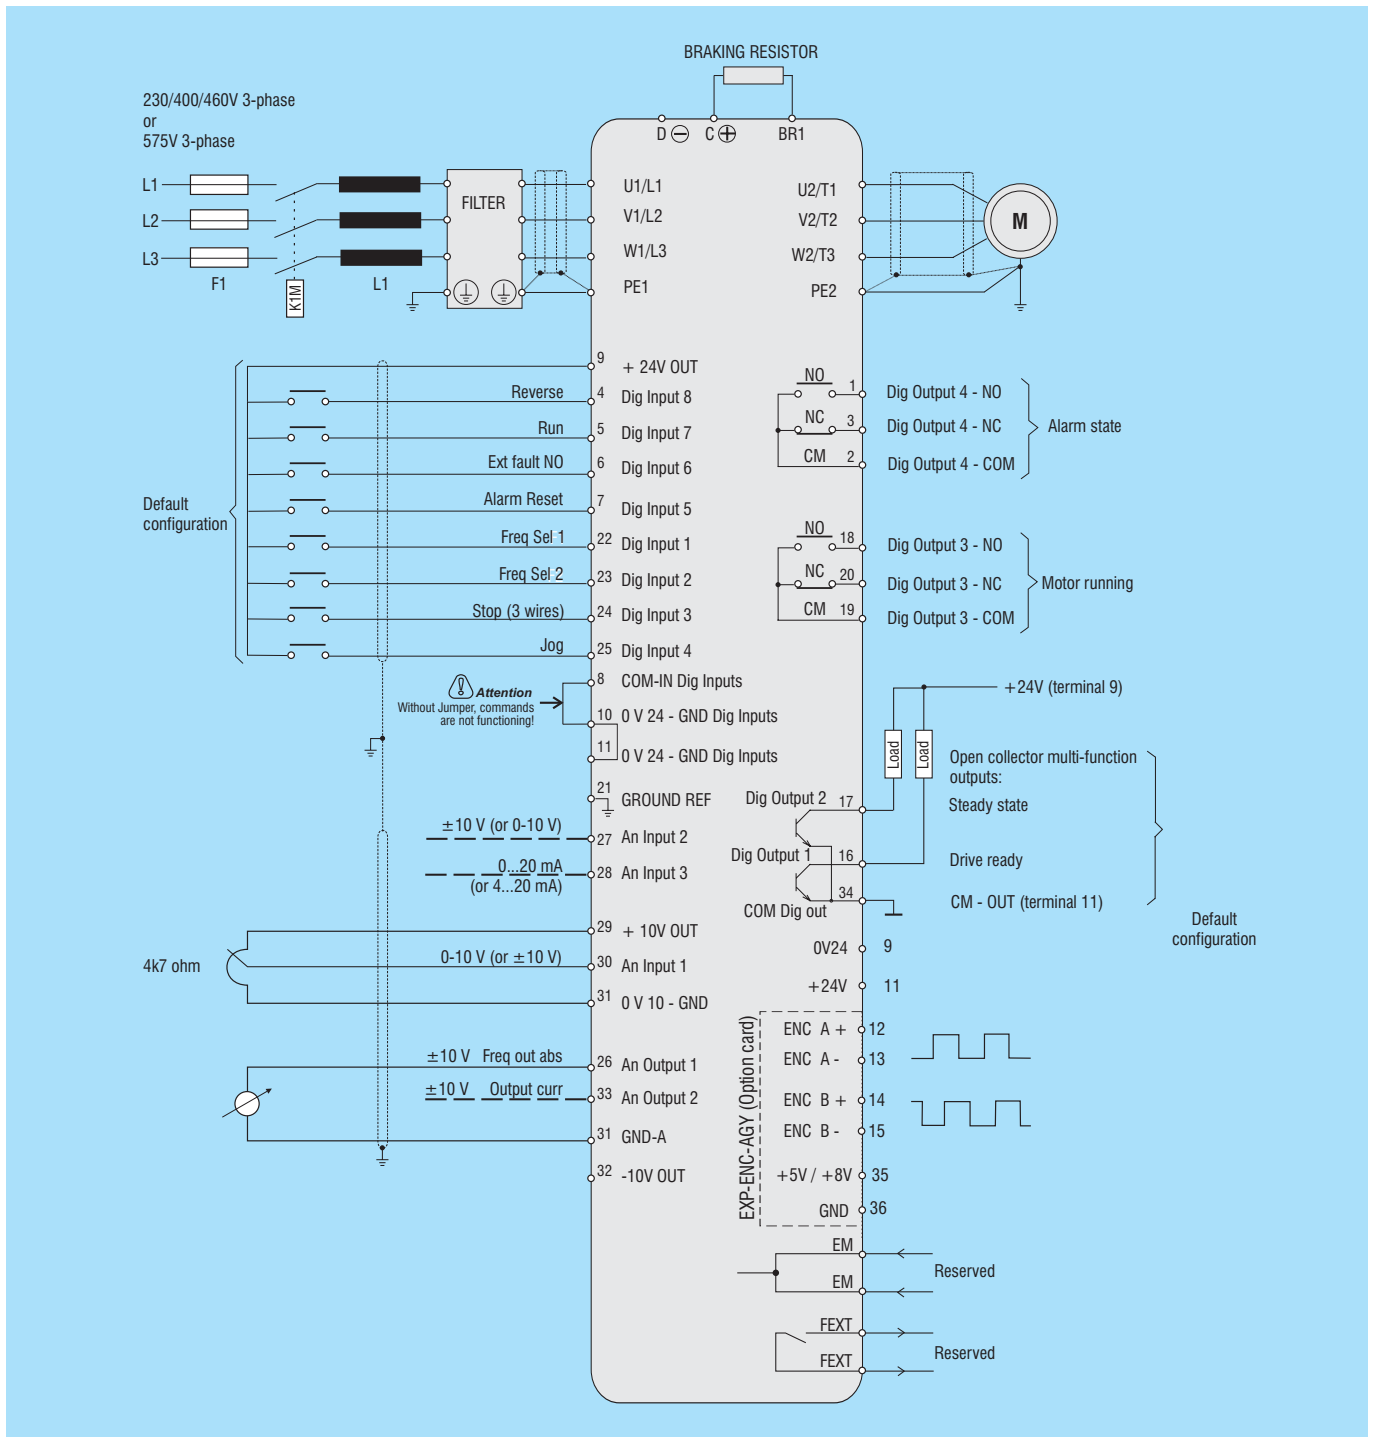 BRAKING RESISTOR
230/400/460V 3-phase
or
575V 3-phase
D C BR1
L1
L2
L3
F1
K1M
L1
FILTER
U1/L1
V1/L2
W1/L3
PE1
U2/T1
V2/T2
W2/T3
PE2
M
Default
configuration
9 + 24V OUT
Reverse 4 Dig Input 8
Run 5 Dig Input 7
Ext fault NO 6 Dig Input 6
Alarm Reset 7 Dig Input 5
Freq Sel 1 22 Dig Input 1
Freq Sel 2 23 Dig Input 2
Stop (3 wires) 24 Dig Input 3
Jog 25 Dig Input 4
Attention
Without Jumper, commands
are not functioning!
8 COM-IN Dig Inputs
10 0 V 24 - GND Dig Inputs
11 0 V 24 - GND Dig Inputs
21 GROUND REF
±10 V (or 0-10 V) 27 An Input 2
0...20 mA
(or 4...20 mA)
28 An Input 3
29 + 10V OUT
4k7 ohm
0-10 V (or ±10 V) 30 An Input 1
31 0 V 10 - GND
±10 V Freq out abs 26 An Output 1
±10 V Output curr 33 An Output 2
31 GND-A
32 -10V OUT
NO 1 Dig Output 4 - NO
NC 3 Dig Output 4 - NC
CM 2 Dig Output 4 - COM
Alarm state
NO 18 Dig Output 3 - NO
NC 20 Dig Output 3 - NC
CM 19 Dig Output 3 - COM
Motor running
+24V (terminal 9)
Load
Load
Open collector multi-function
outputs:
Dig Output 2 17 Steady state
Dig Output 1 16 Drive ready
34
COM Dig out
CM - OUT (terminal 11)
Default
configuration
0V24 9
+24V 11
EXP-ENC-AGY (Option card)
ENC A + 12
ENC A - 13
ENC B + 14
ENC B - 15
+5V / +8V 35
GND 36
EM
EM
Reserved
FEXT
FEXT
Reserved